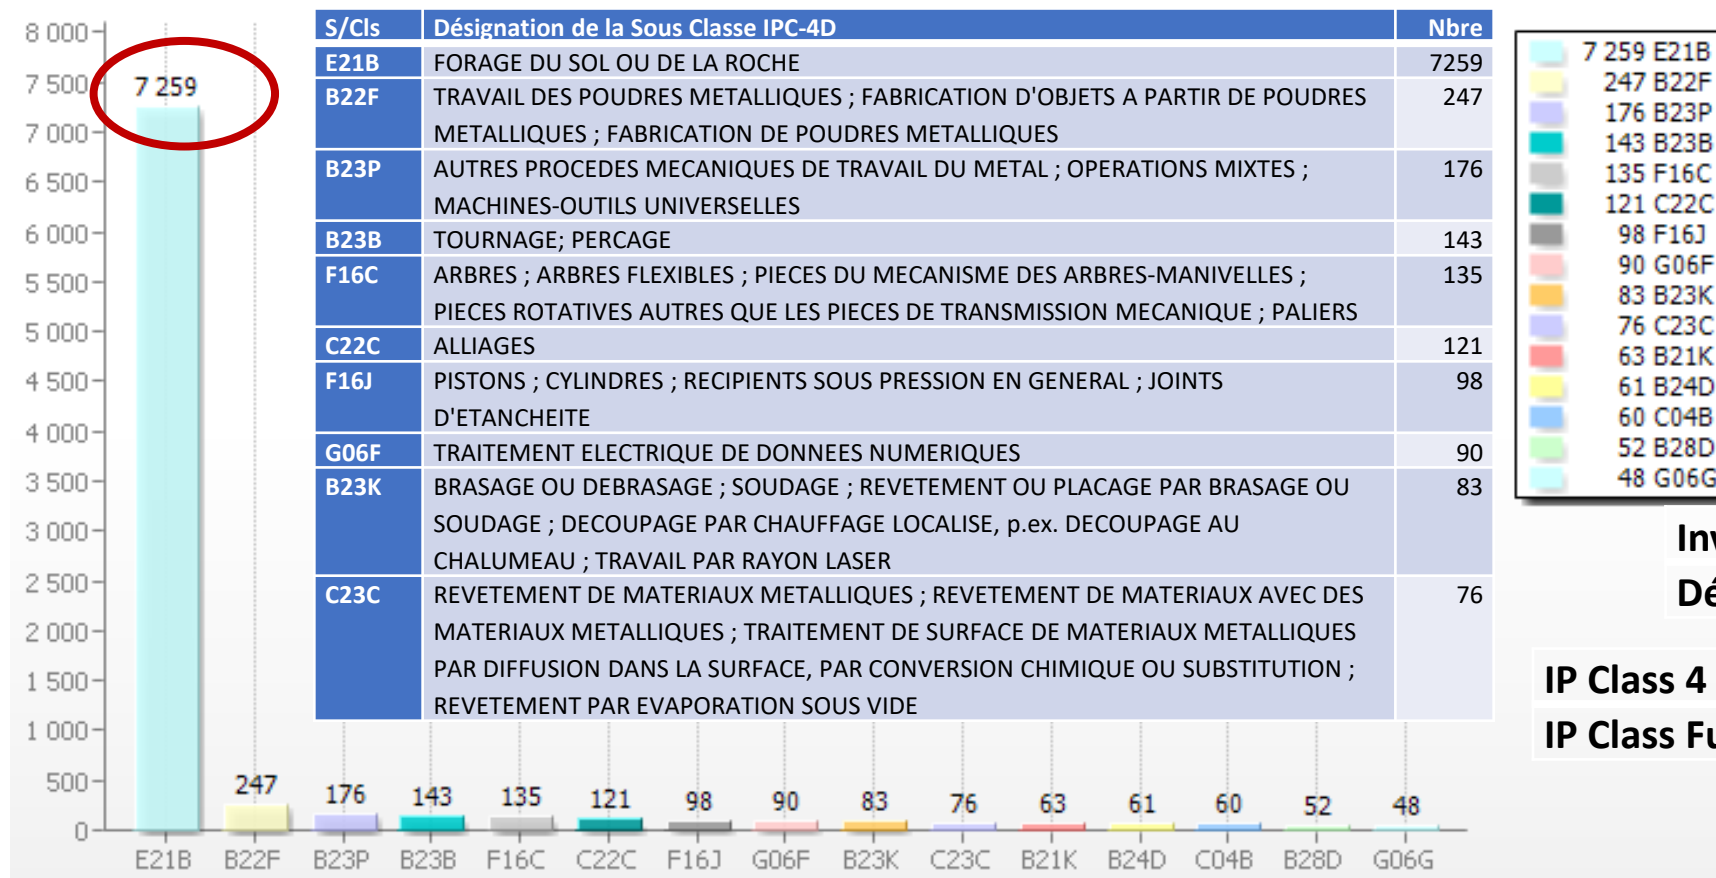 8 000
7 500
7 000
6 500
6 000
5 500
5 000
4 500
4 000
3 500
3 000
2 500
2 000
1 500
1 000
500
0
7 259
247
176
143
135
121
98
90
83
76
63
61
60
52
48
E21B
B22F
B23P
B23B
F16C
C22C
F16J
G06F
B23K
C23C
B21K
B24D
C04B
B28D
G06G
S/Cls Désignation de la Sous Classe IPC-4D Nbre
E21B FORAGE DU SOL OU DE LA ROCHE 7259
B22F TRAVAIL DES POUDRES METALLIQUES ; FABRICATION D'OBJETS A PARTIR DE POUDRES 247
METALLIQUES ; FABRICATION DE POUDRES METALLIQUES
B23P AUTRES PROCEDES MECANIQUES DE TRAVAIL DU METAL ; OPERATIONS MIXTES ; 176
MACHINES-OUTILS UNIVERSELLES
B23B TOURNAGE; PERCAGE 143
F16C ARBRES ; ARBRES FLEXIBLES ; PIECES DU MECANISME DES ARBRES-MANIVELLES ; 135
PIECES ROTATIVES AUTRES QUE LES PIECES DE TRANSMISSION MECANIQUE ; PALIERS
C22C ALLIAGES 121
F16J PISTONS ; CYLINDRES ; RECIPIENTS SOUS PRESSION EN GENERAL ; JOINTS 98
D'ETANCHEITE
G06F TRAITEMENT ELECTRIQUE DE DONNEES NUMERIQUES 90
B23K BRASAGE OU DEBRASAGE ; SOUDAGE ; REVETEMENT OU PLACAGE PAR BRASAGE OU 83
SOUDAGE ; DECOUPAGE PAR CHAUFFAGE LOCALISE, p.ex. DECOUPAGE AU
CHALUMEAU ; TRAVAIL PAR RAYON LASER
C23C REVETEMENT DE MATERIAUX METALLIQUES ; REVETEMENT DE MATERIAUX AVEC DES 76
MATERIAUX METALLIQUES ; TRAITEMENT DE SURFACE DE MATERIAUX METALLIQUES
PAR DIFFUSION DANS LA SURFACE, PAR CONVERSION CHIMIQUE OU SUBSTITUTION ;
REVETEMENT PAR EVAPORATION SOUS VIDE
7 259 E21B
247 B22F
176 B23P
143 B23B
135 F16C
121 C22C
98 F16J
90 G06F
83 B23K
76 C23C
63 B21K
61 B24D
60 C04B
52 B28D
48 G06G
IP Class 4
IP Class